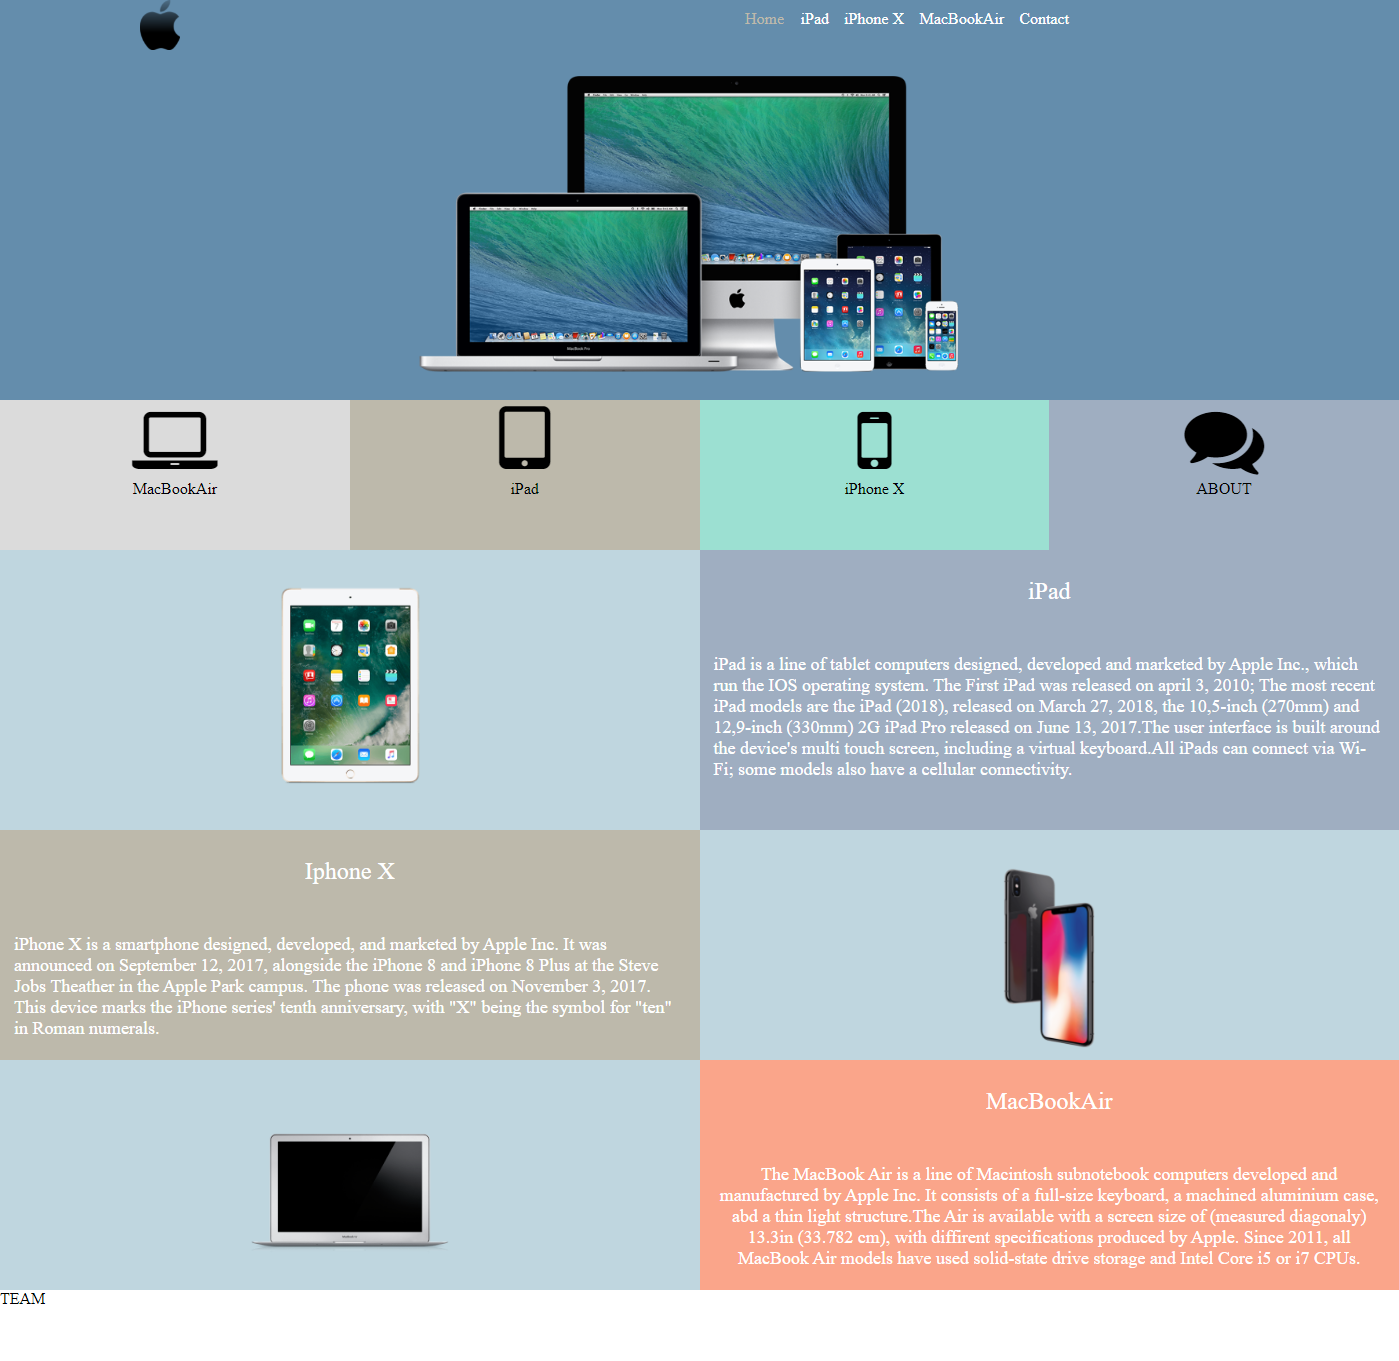 Home iPad iPhone X MacBookAir Contact
MacBook Pro
MacBookAir
iPad
iPhone X
ABOUT
iPad
iPad is a line of tablet computers designed, developed and marketed by Apple Inc., which
run the IOS operating system. The First iPad was released on april 3, 2010; The most recent
iPad models are the iPad (2018), released on March 27, 2018, the 10,5-inch (270mm) and
12,9-inch (330mm) 2G iPad Pro released on June 13, 2017.The user interface is built around
the device's multi touch screen, including a virtual keyboard.All iPads can connect via Wi-
Fi; some models also have a cellular connectivity.
Iphone X
iPhone X is a smartphone designed, developed, and marketed by Apple Inc. It was
announced on September 12, 2017, alongside the iPhone 8 and iPhone 8 Plus at the Steve
Jobs Theather in the Apple Park campus. The phone was released on November 3, 2017.
This device marks the iPhone series' tenth anniversary, with "X" being the symbol for "ten"
in Roman numerals.
MacBookAir
The MacBook Air is a line of Macintosh subnotebook computers developed and
manufactured by Apple Inc. It consists of a full-size keyboard, a machined aluminium case,
abd a thin light structure.The Air is available with a screen size of (measured diagonaly)
13.3in (33.782 cm), with diffirent specifications produced by Apple. Since 2011, all
MacBook Air models have used solid-state drive storage and Intel Core i5 or i7 CPUs.
TEAM